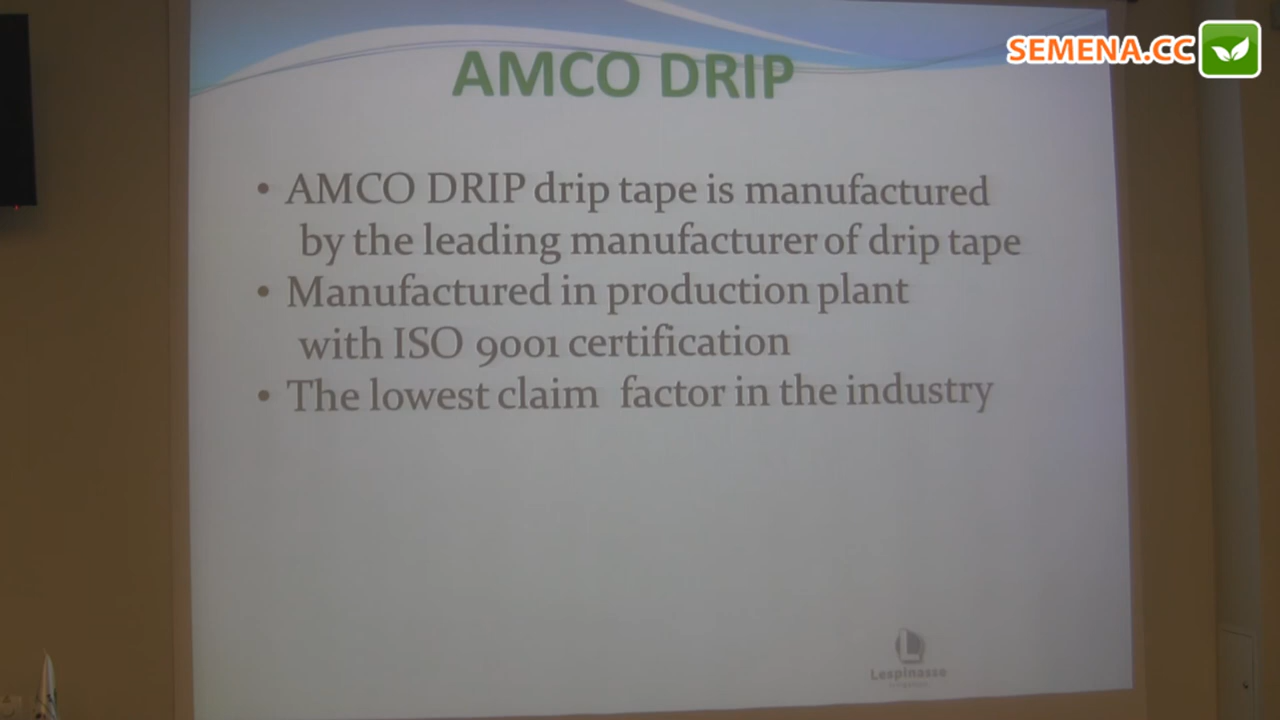 SEMENA.CC
AMCO DRIP
• AMCO DRIP drip tape is manufactured
by the leading manufacturer of drip tape
• Manufactured in production plant
with ISO 9001 certification
• The lowest claim factor in the industry
Lespinasse